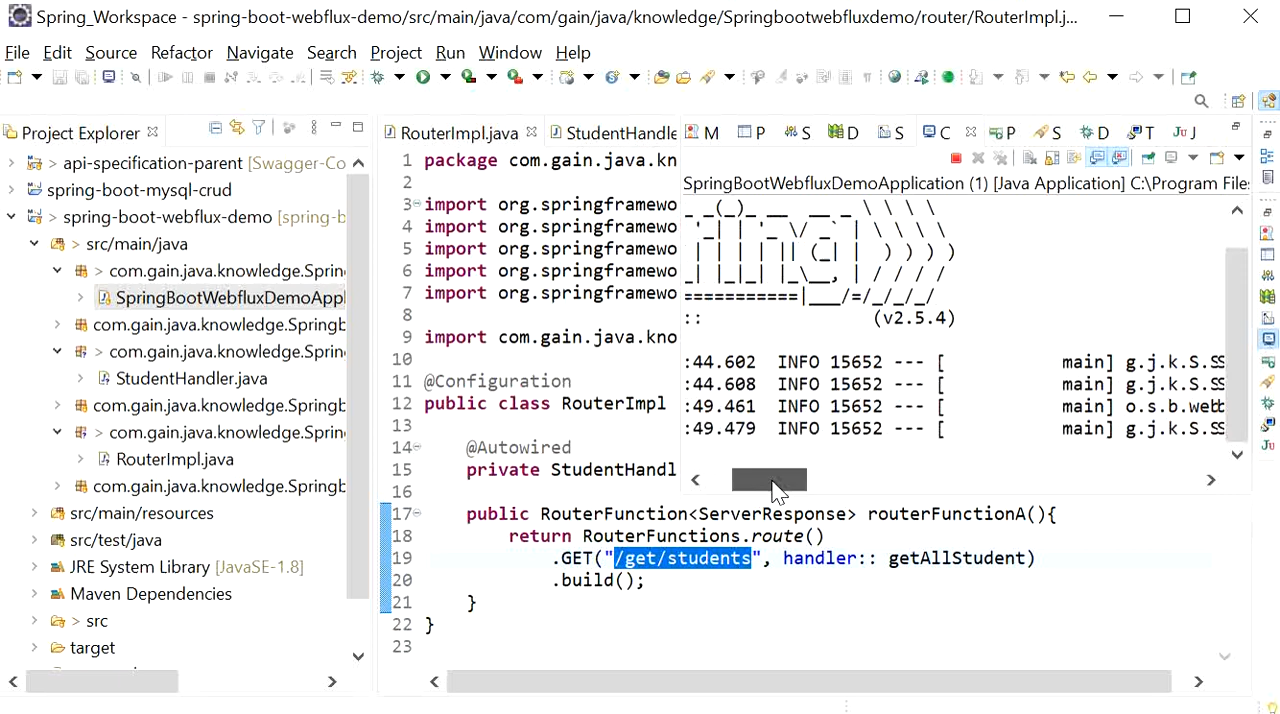 Spring_Workspace - spring-boot-webflux-demo/src/main/java/com/gain/java/knowledge/Springbootwebfluxdemo/router/RouterImpl.j...
File Edit Source Refactor Navigate Search Project Run Window Help
Project Explorer
> api-specification-parent [Swagger-Co
spring-boot-mysql-crud
> spring-boot-webflux-demo [spring-b
> src/main/java
> com.gain.java.knowledge.Sprin
SpringBootWebfluxDemoAppl
com.gain.java.knowledge.Springb
> com.gain.java.knowledge.Sprin
StudentHandler.java
com.gain.java.knowledge.Springb
> com.gain.java.knowledge.Sprin
RouterImpl.java
com.gain.java.knowledge.Springb
src/main/resources
src/test/java
JRE System Library [JavaSE-1.8]
Maven Dependencies
> src
target
RouterImpl.java StudentHandle
1 package com.gain.java.kn
2
3 import org.springframewo
4 import org.springframewo
5 import org.springframewo
6 import org.springframewo
7 import org.springframewo
8
9 import com.gain.java.kno
10
11 @Configuration
12 public class RouterImpl
13
14 @Autowired
15 private StudentHandl
16
17 public RouterFunction<ServerResponse> routerFunctionA(){
18 return RouterFunctions.route()
19 .GET("/get/students", handler:: getAllStudent)
20 .build();
21 }
22 }
23
M P S D S C P S D T J
SpringBootWebfluxDemoApplication (1) [Java Application] C:\Program File:
_ _(_)_ __ __ _ \ \ \ \
'_| | '_ \/ _` | \ \ \ \
|_| |_| | | | (_| | ) ) ) )
|_|_| |_\__, | / / / /
===========|___/=/_/_/_/
:: (v2.5.4)
:44.602 INFO 15652 --- [ main] g.j.k.S.SS
:44.608 INFO 15652 --- [ main] g.j.k.S.SS
:49.461 INFO 15652 --- [ main] o.s.b.web
:49.479 INFO 15652 --- [ main] g.j.k.S.SS